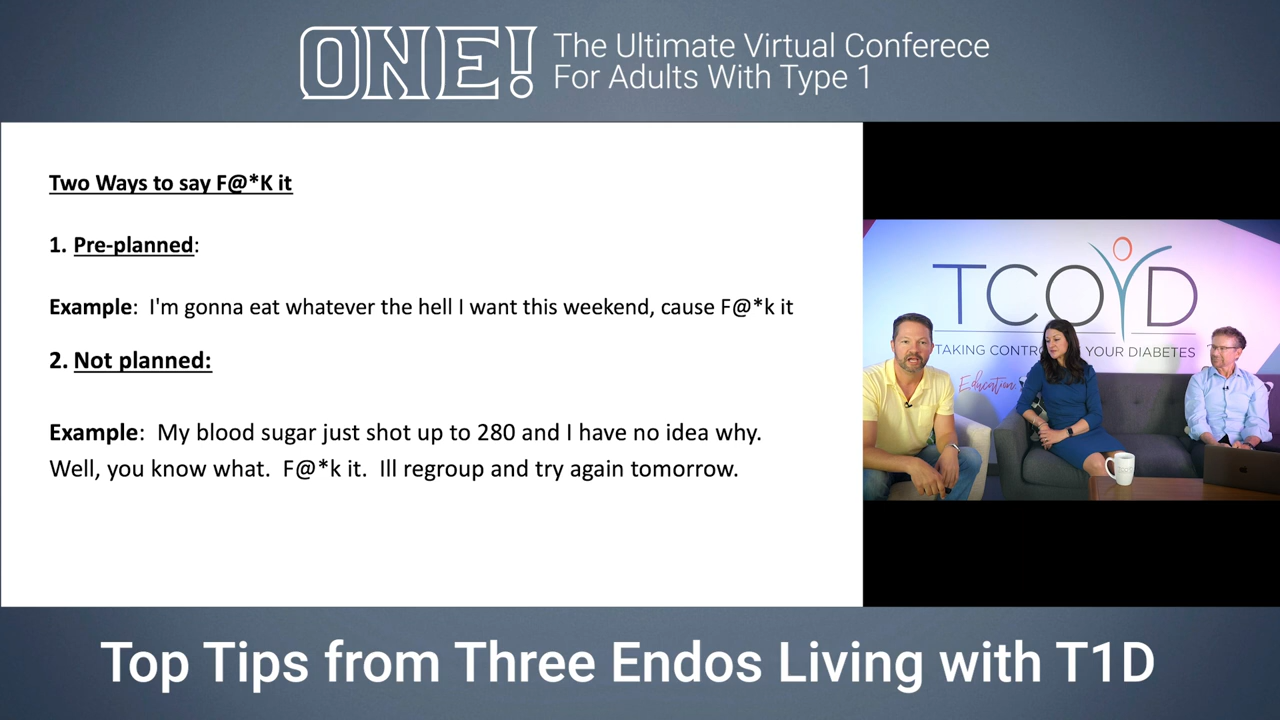 ONE!
The Ultimate Virtual Conferece
For Adults With Type 1
Two Ways to say F@*K it
1. Pre-planned:
Example: I'm gonna eat whatever the hell I want this weekend, cause F@*k it
2. Not planned:
Example: My blood sugar just shot up to 280 and I have no idea why.
Well, you know what. F@*k it. Ill regroup and try again tomorrow.
TCOYD
TAKING CONTRO YOUR DIABETES
Education
Top Tips from Three Endos Living with T1D